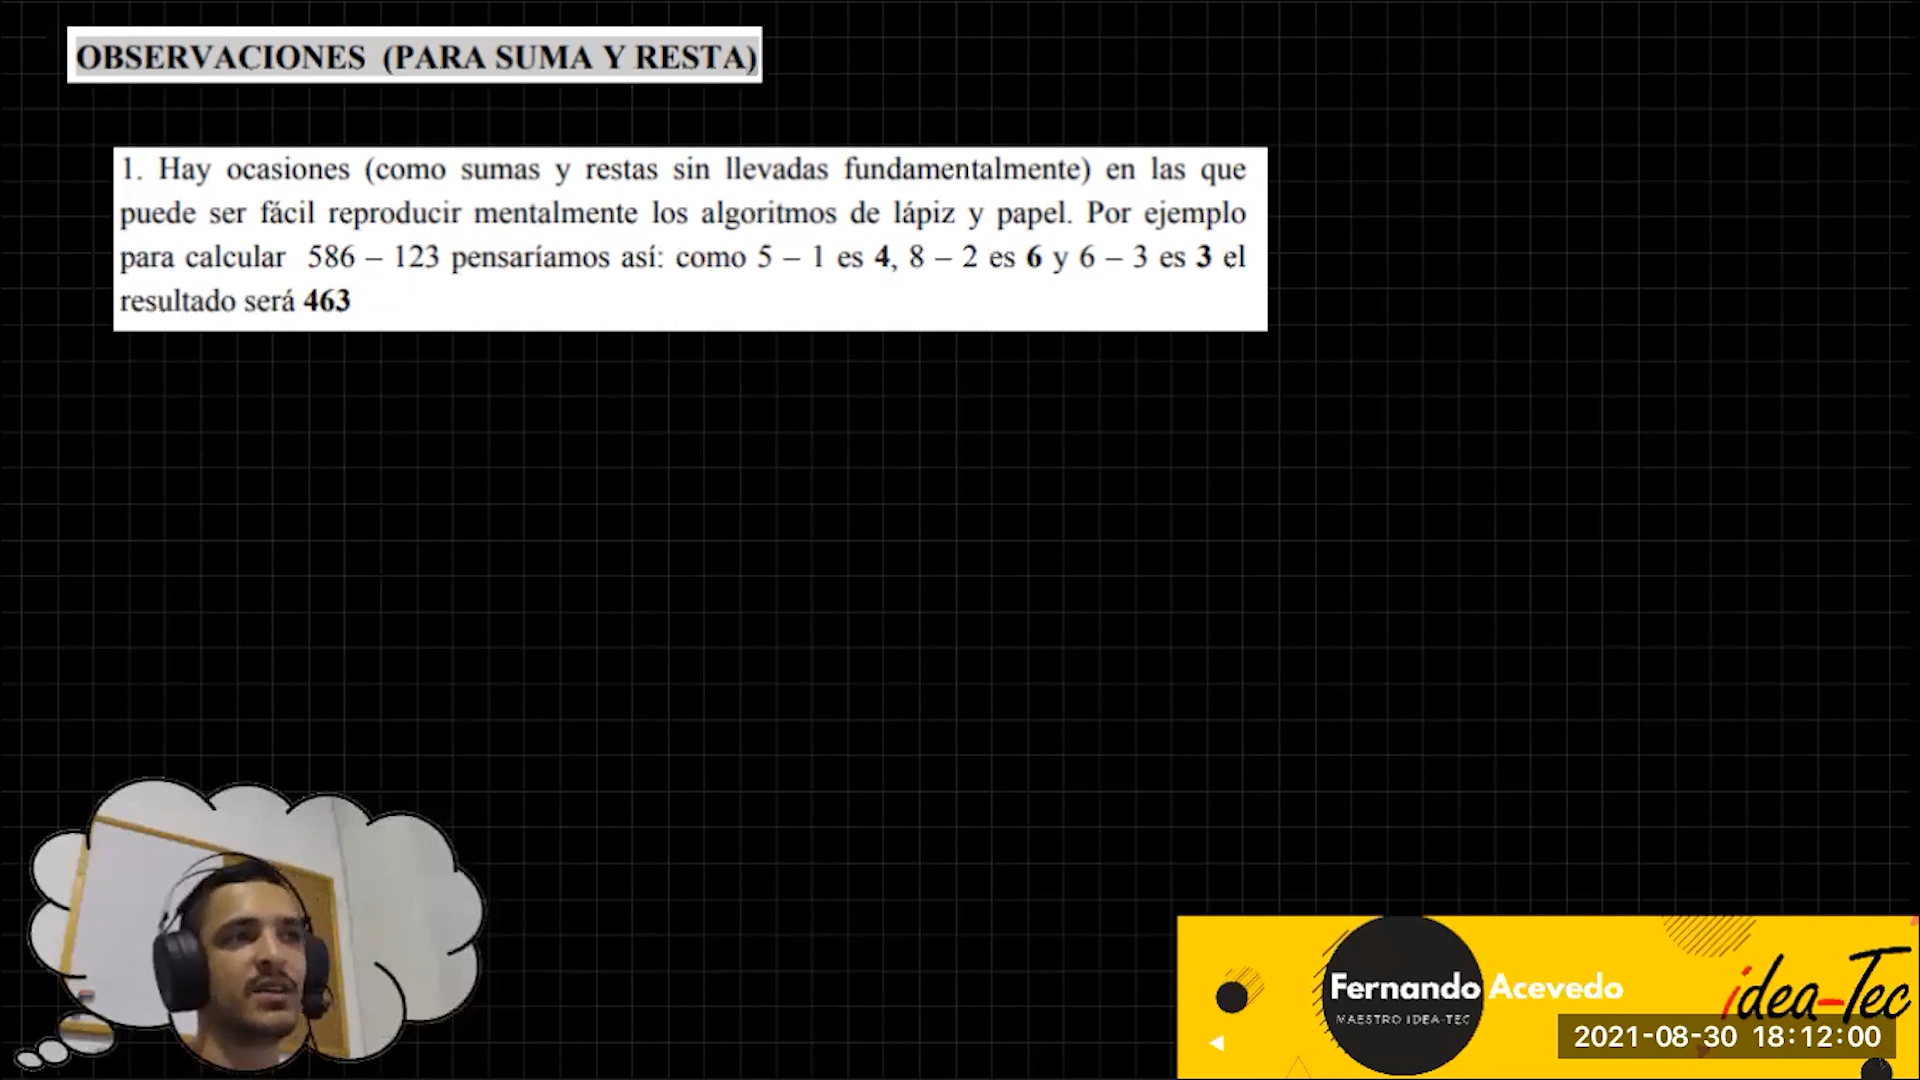 OBSERVACIONES (PARA SUMA Y RESTA)
1. Hay ocasiones (como sumas y restas sin llevadas fundamentalmente) en las que
puede ser fácil reproducir mentalmente los algoritmos de lápiz y papel. Por ejemplo
para calcular 586 – 123 pensaríamos así: como 5 – 1 es 4, 8 – 2 es 6 y 6 – 3 es 3 el
resultado será 463
Fernando Acevedo
MAESTRO IDEA-TEC
idea-Tec
2021-08-30 18:12:00